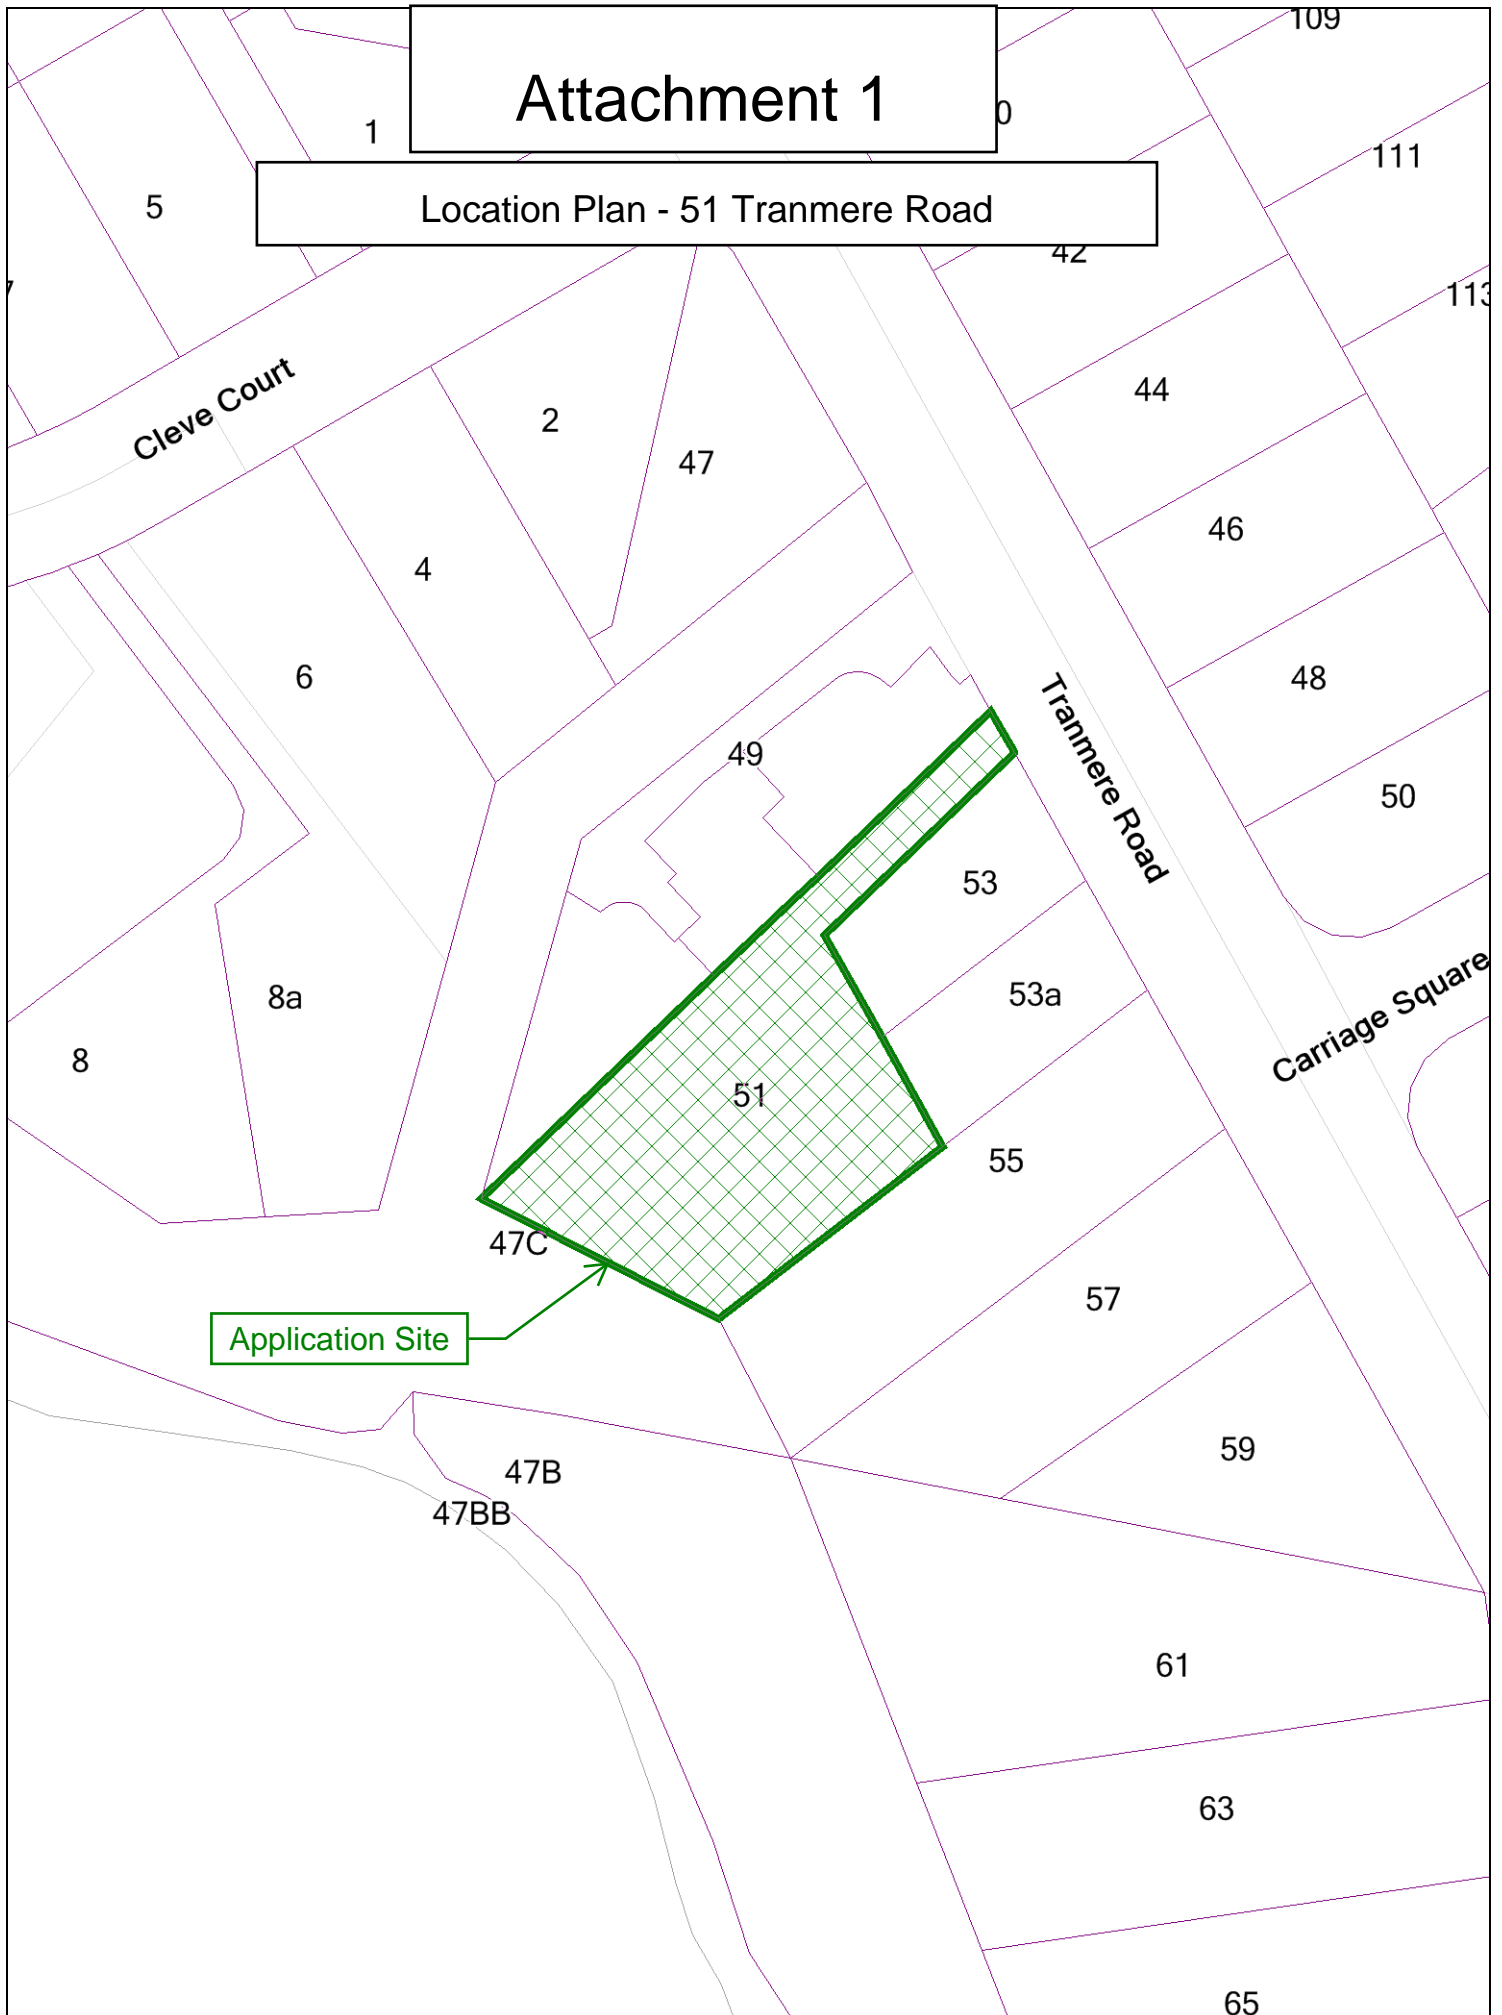 Attachment 1
Location Plan - 51 Tranmere Road
109
1
111
5
42
113
Cleve Court
2
47
44
46
4
6
48
Tranmere Road
49
50
53
53a
Carriage Square
8a
8
51
55
47C
57
Application Site
59
47B
47BB
61
63
65